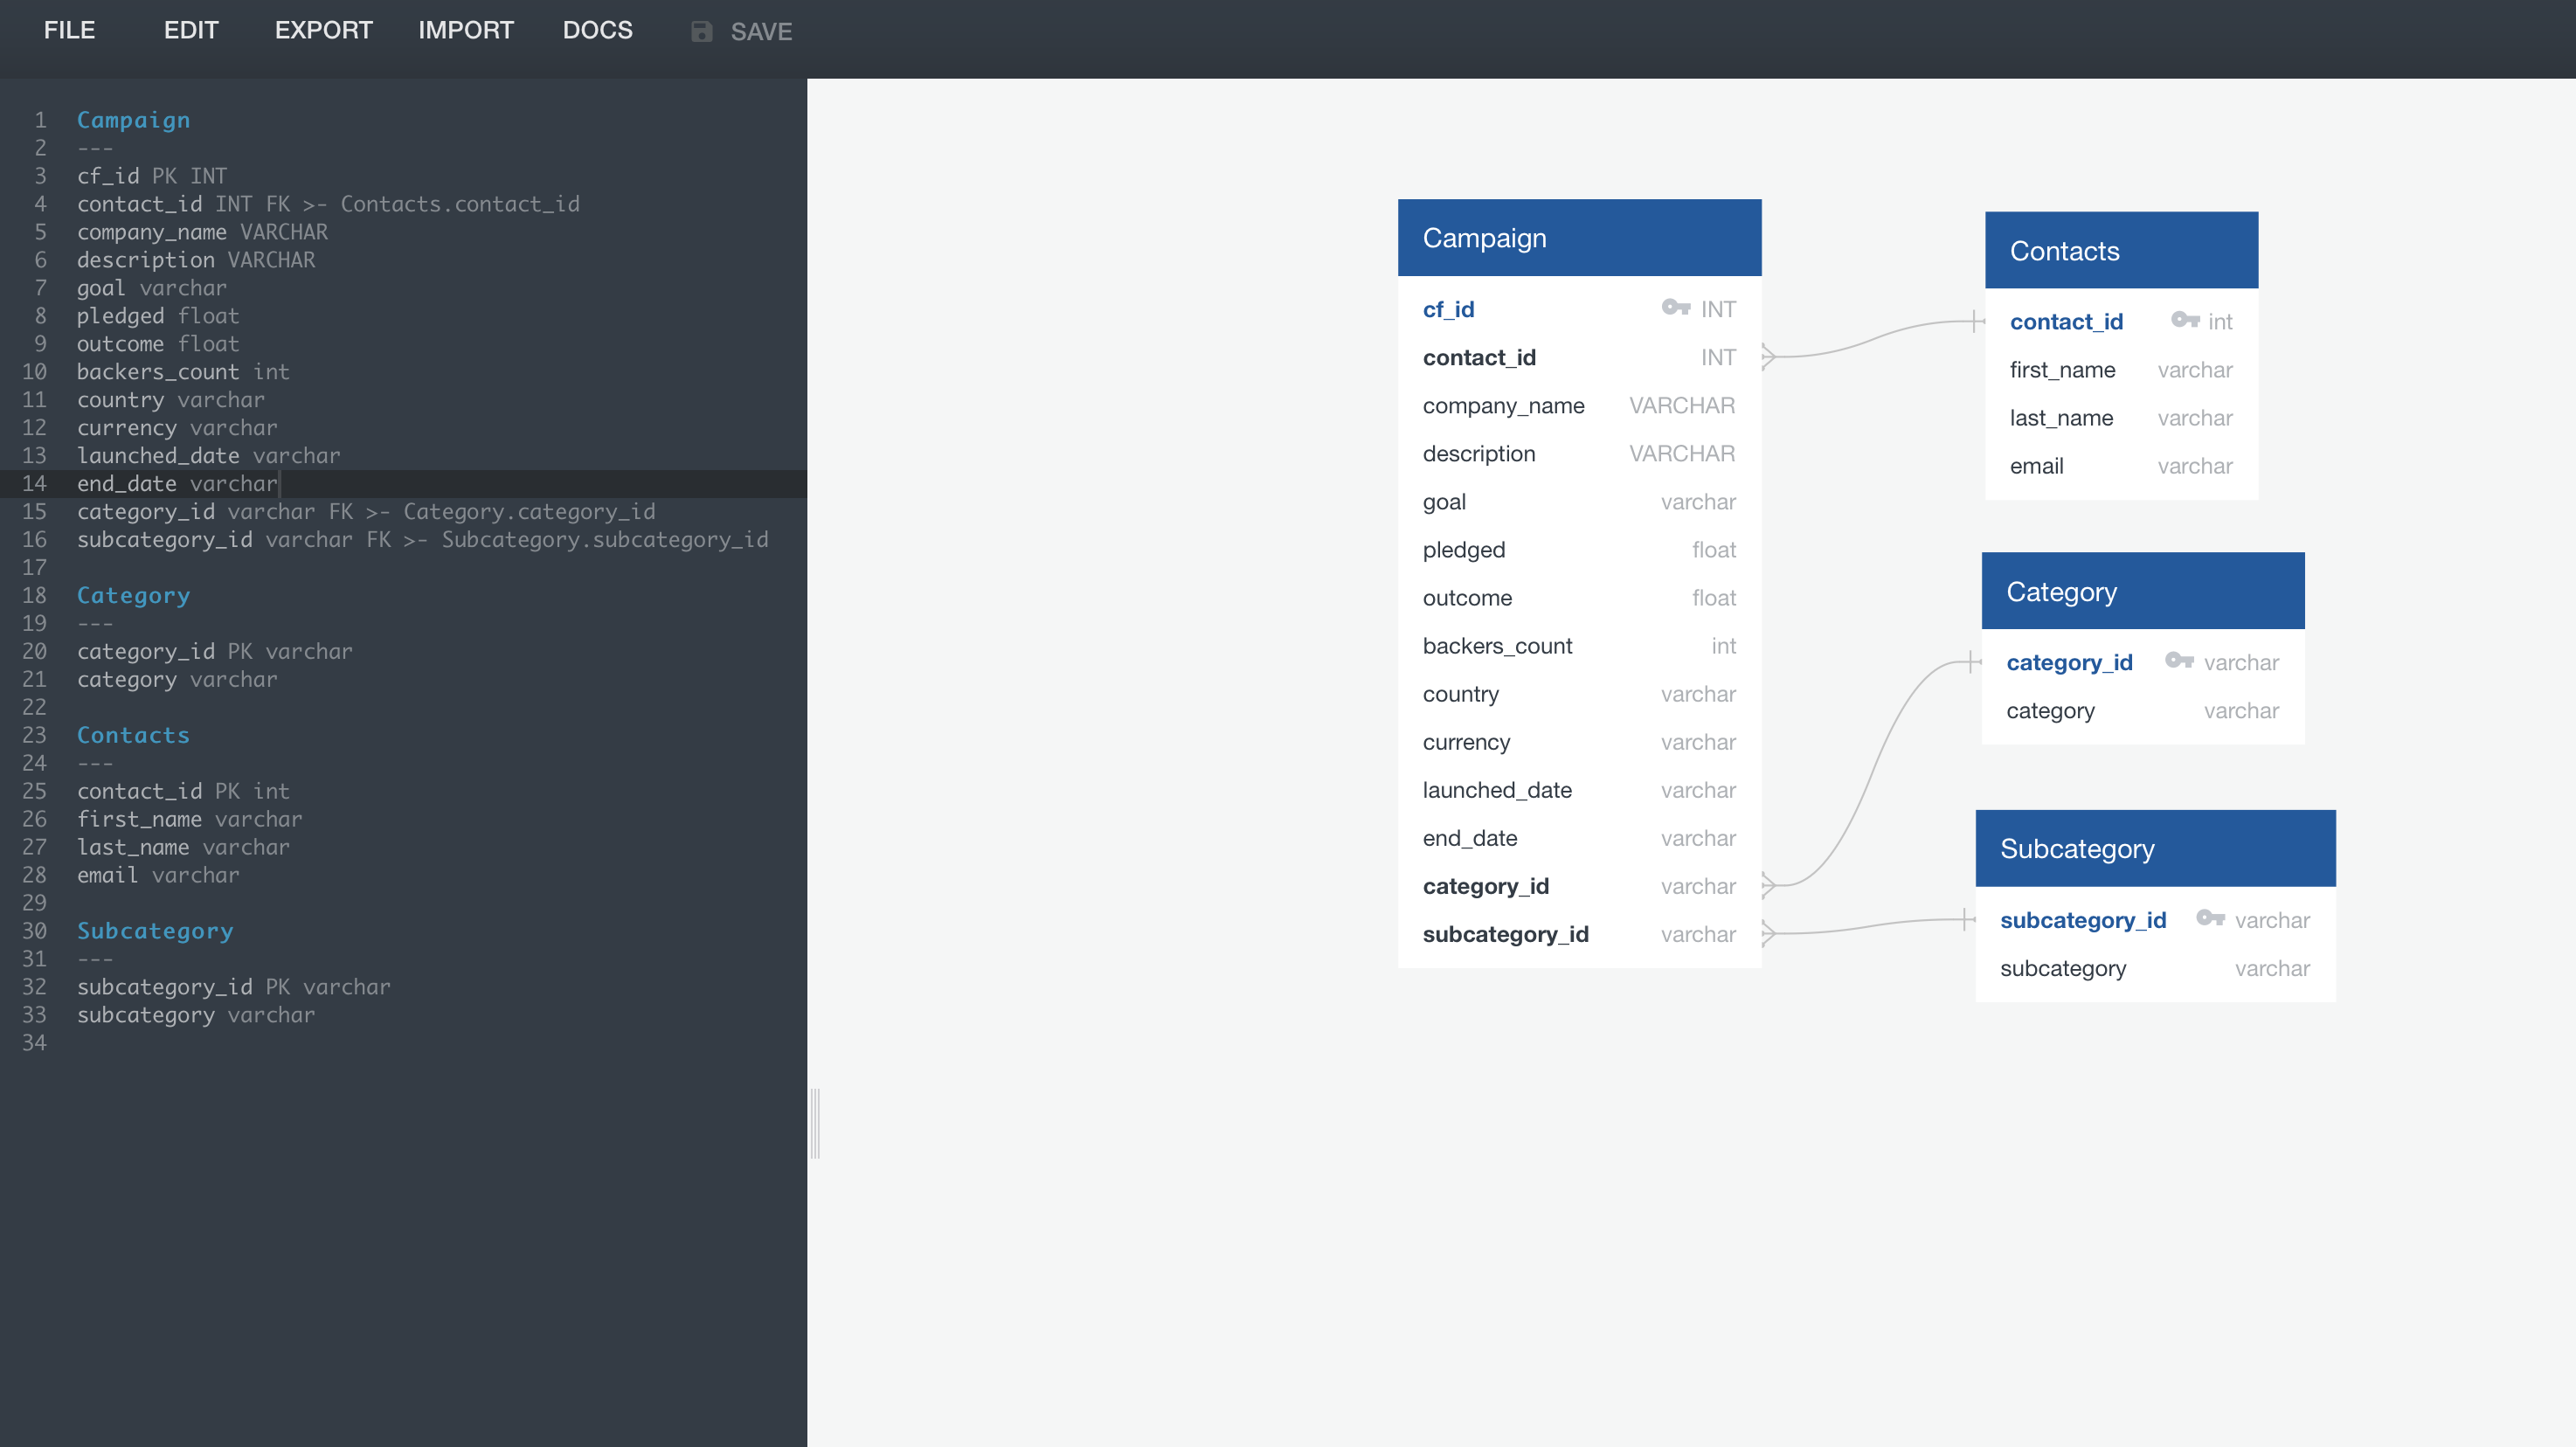 FILE EDIT EXPORT IMPORT DOCS SAVE
1 Campaign
2 ---
3 cf_id PK INT
4 contact_id INT FK >- Contacts.contact_id
5 company_name VARCHAR
6 description VARCHAR
7 goal varchar
8 pledged float
9 outcome float
10 backers_count int
11 country varchar
12 currency varchar
13 launched_date varchar
14 end_date varchar
15 category_id varchar FK >- Category.category_id
16 subcategory_id varchar FK >- Subcategory.subcategory_id
17
18 Category
19 ---
20 category_id PK varchar
21 category varchar
22
23 Contacts
24 ---
25 contact_id PK int
26 first_name varchar
27 last_name varchar
28 email varchar
29
30 Subcategory
31 ---
32 subcategory_id PK varchar
33 subcategory varchar
34
Campaign
cf_id INT
contact_id INT
company_name VARCHAR
description VARCHAR
goal varchar
pledged float
outcome float
backers_count int
country varchar
currency varchar
launched_date varchar
end_date varchar
category_id varchar
subcategory_id varchar
Contacts
contact_id int
first_name varchar
last_name varchar
email varchar
Category
category_id varchar
category varchar
Subcategory
subcategory_id varchar
subcategory varchar